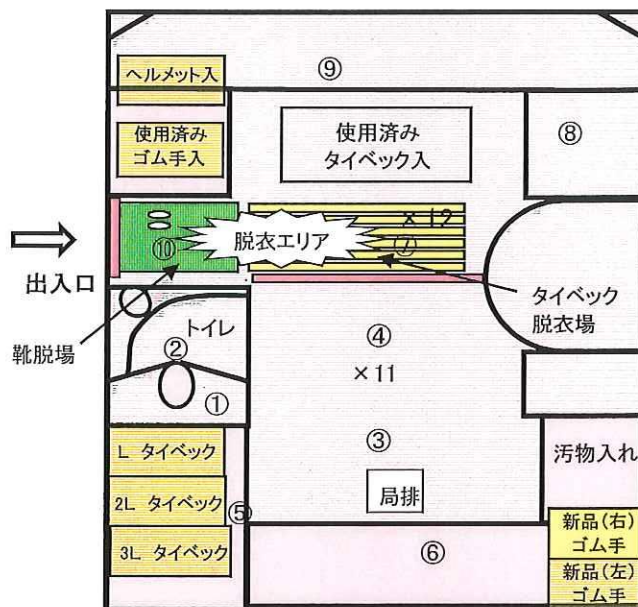 ⑨
ヘルメット入
使用済み
ゴム手入
使用済み
タイベック入
⑧
×12
⑩
脱衣エリア
⑦
出入口
タイベック
脱衣場
靴脱場
トイレ
②
①
④
×11
③
局排
L タイベック
2L タイベック
3L タイベック
⑤
⑥
汚物入れ
新品(右)
ゴム手
新品(左)
ゴム手